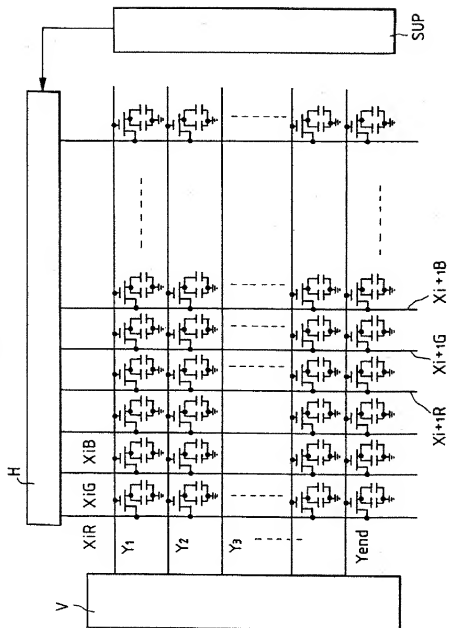 SUP
H
XiR
XiG
XiB
Y1
Y2
Y3
Yend
V
Xi+1R
Xi+1G
Xi+1B